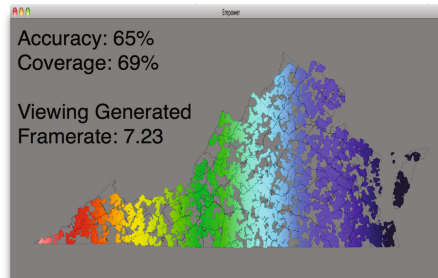 Empower
Accuracy: 65%
Coverage: 69%
Viewing Generated
Framerate: 7.23